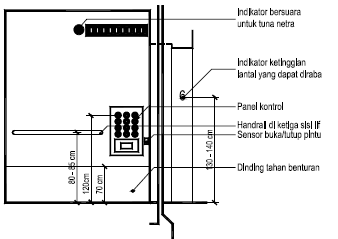 Indikator bersuara
untuk tuna netra
Indikator ketinggian
lantai yang dapat diraba
Panel kontrol
Handrail di ketiga sisi lif
Sensor buka/tutup pintu
Dinding tahan benturan
80 - 85 cm
120cm
70 cm
130 - 140 cm